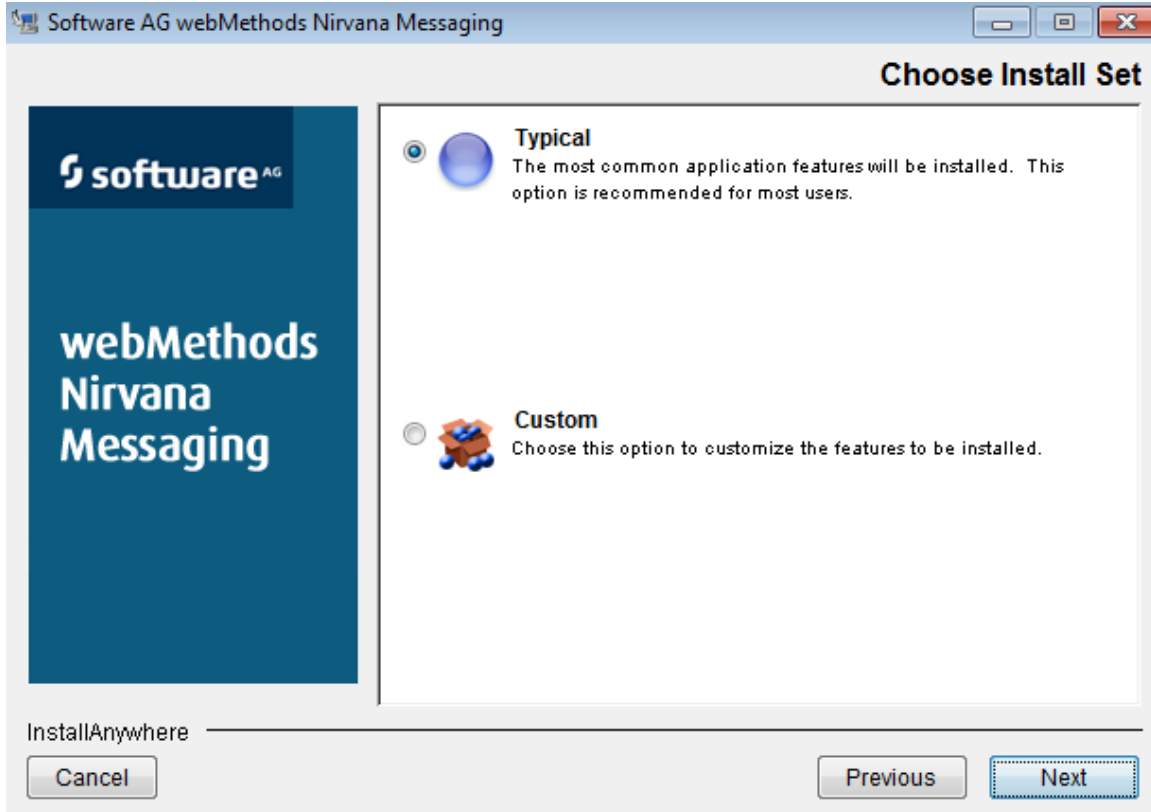 Software AG webMethods Nirvana Messaging
Choose Install Set
software AG
webMethods
Nirvana
Messaging
Typical
The most common application features will be installed. This
option is recommended for most users.
Custom
Choose this option to customize the features to be installed.
InstallAnywhere
Cancel
Previous
Next